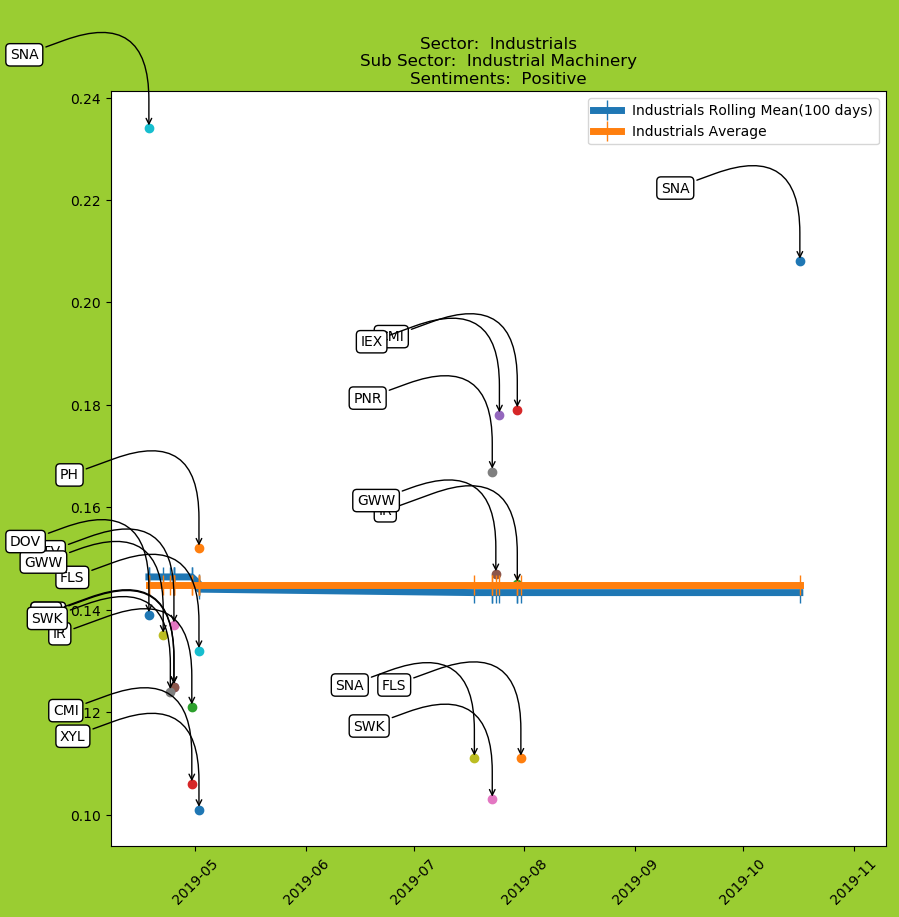 Sector: Industrials
Sub Sector: Industrial Machinery
Sentiments: Positive
SNA
0.24
Industrials Rolling Mean(100 days)
Industrials Average
SNA
0.22
0.20
IEX
PNR
0.18
PH
GWW
0.16
DOV
GWW
FLS
0.14
SWK
IR
SNA
FLS
CMI
SWK
XYL
0.10
2019-05
2019-06
2019-07
2019-08
2019-09
2019-10
2019-11